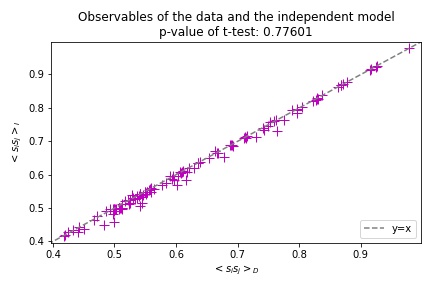 Observables of the data and the independent model
p-value of t-test: 0.77601
0.9
0.8
0.7
0.6
0.5
0.4
< sᵢsⱼ >ᵢ
0.4 0.5 0.6 0.7 0.8 0.9
< sᵢsⱼ >_D
y=x